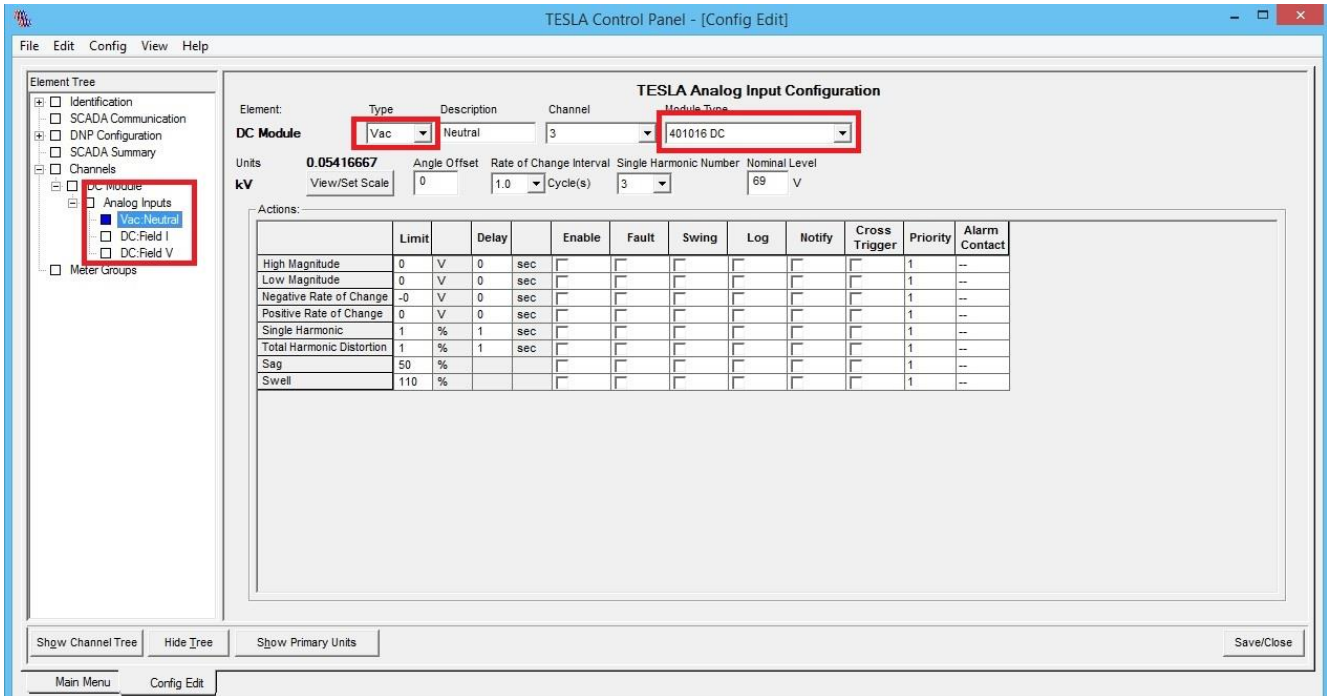 TESLA Control Panel - [Config Edit]
File Edit Config View Help
Element Tree
Identification
SCADA Communication
DNP Configuration
SCADA Summary
Channels
DC Module
Analog Inputs
Vac:Neutral
DC:Field I
DC:Field V
Meter Groups
TESLA Analog Input Configuration
Element: Type Description Channel Module Type
DC Module Vac Neutral 3 401016 DC
Units 0.05416667 Angle Offset Rate of Change Interval Single Harmonic Number Nominal Level
kV View/Set Scale 0 1.0 Cycle(s) 3 69 V
Actions:
Limit Delay Enable Fault Swing Log Notify Cross Trigger Priority Alarm Contact
High Magnitude 0 V 0 sec 1 --
Low Magnitude 0 V 0 sec 1 --
Negative Rate of Change -0 V 0 sec 1 --
Positive Rate of Change 0 V 0 sec 1 --
Single Harmonic 1 % 1 sec 1 --
Total Harmonic Distortion 1 % 1 sec 1 --
Sag 50 % 1 --
Swell 110 % 1 --
Show Channel Tree Hide Tree Show Primary Units Save/Close
Main Menu Config Edit